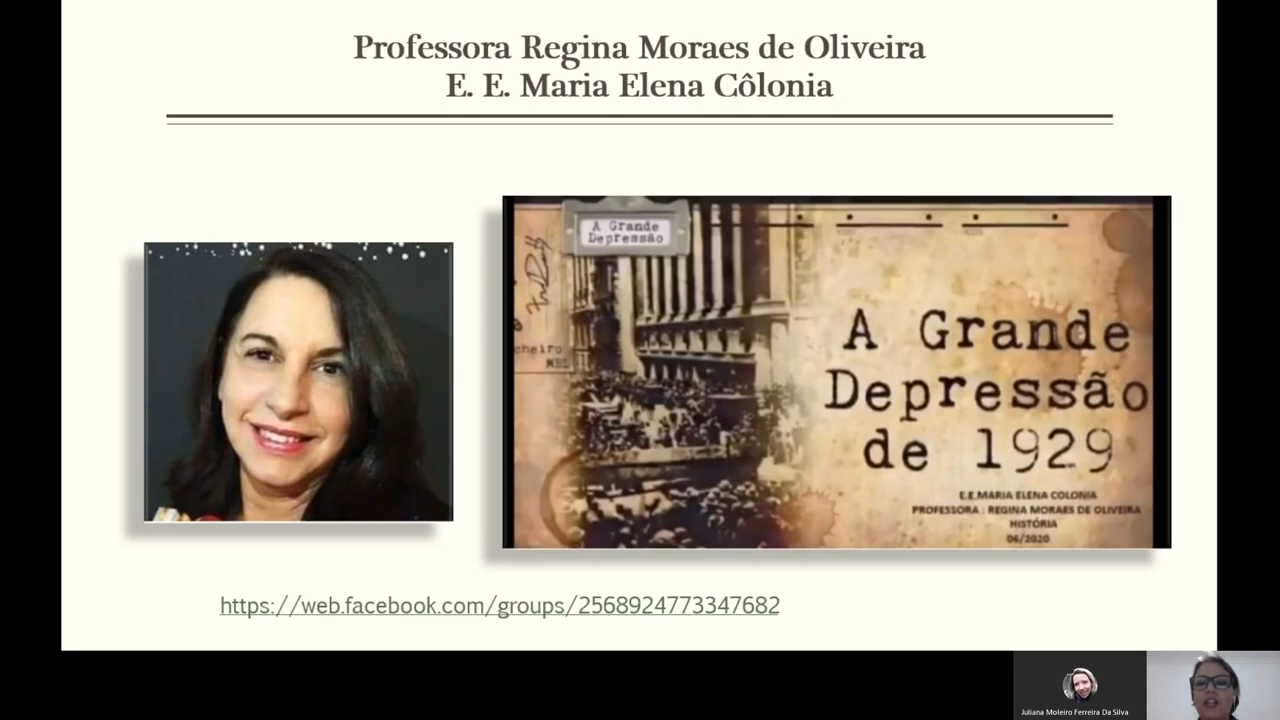 Professora Regina Moraes de Oliveira
E. E. Maria Elena Côlonia
A Grande
Depressão
cheiro
A Grande
Depressão
de 1929
E.E.MARIA ELENA COLONIA
PROFESSORA : REGINA MORAES DE OLIVEIRA
HISTÓRIA
06/2020
https://web.facebook.com/groups/2568924773347682
Juliana Moleiro Ferreira Da Silva